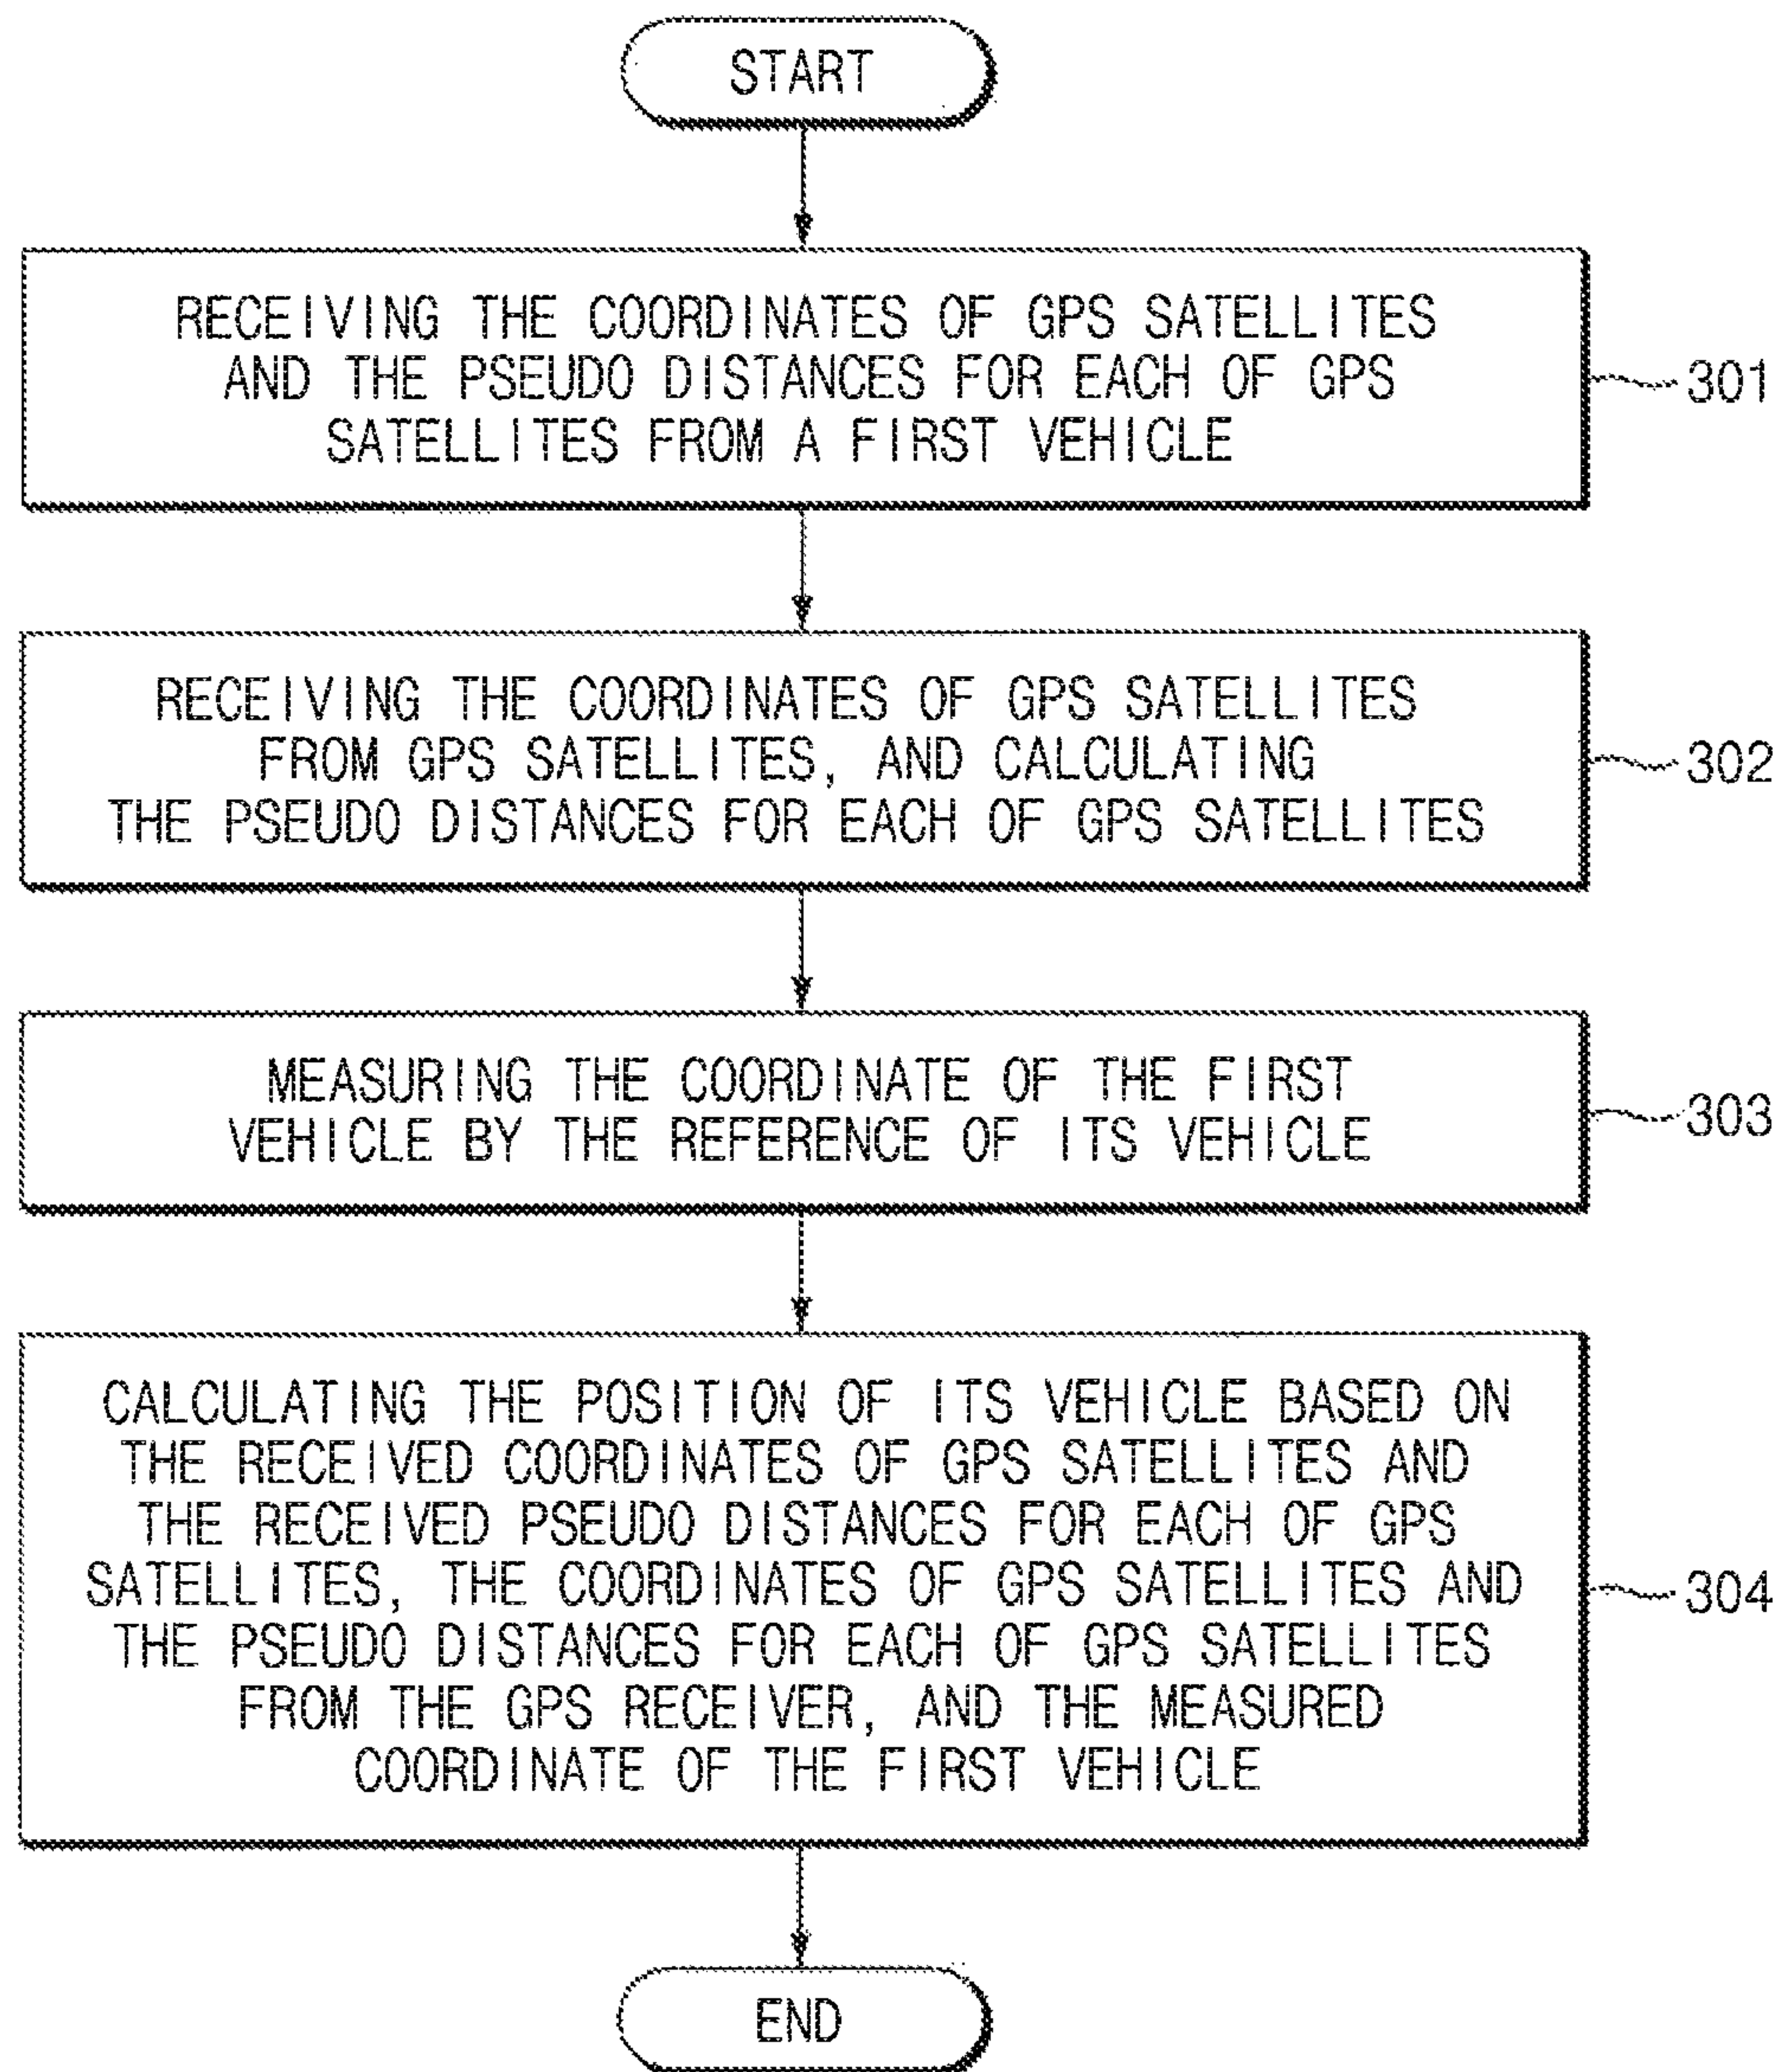 START
RECEIVING THE COORDINATES OF GPS SATELLITES
AND THE PSEUDO DISTANCES FOR EACH OF GPS
SATELLITES FROM A FIRST VEHICLE
301
RECEIVING THE COORDINATES OF GPS SATELLITES
FROM GPS SATELLITES, AND CALCULATING
THE PSEUDO DISTANCES FOR EACH OF GPS SATELLITES
302
MEASURING THE COORDINATE OF THE FIRST
VEHICLE BY THE REFERENCE OF ITS VEHICLE
303
CALCULATING THE POSITION OF ITS VEHICLE BASED ON
THE RECEIVED COORDINATES OF GPS SATELLITES AND
THE RECEIVED PSEUDO DISTANCES FOR EACH OF GPS
SATELLITES, THE COORDINATES OF GPS SATELLITES AND
THE PSEUDO DISTANCES FOR EACH OF GPS SATELLITES
FROM THE GPS RECEIVER, AND THE MEASURED
COORDINATE OF THE FIRST VEHICLE
304
END